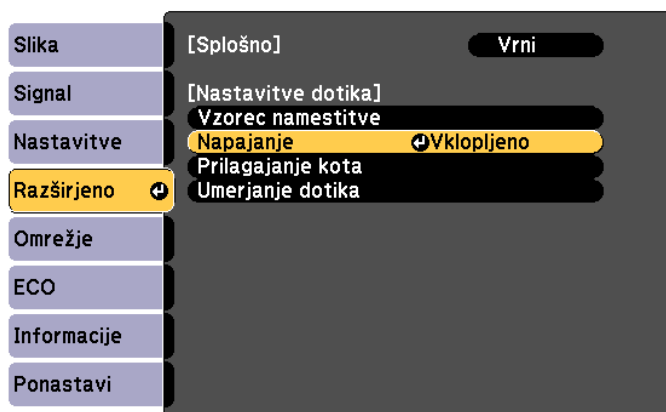 Slika
Signal
Nastavitve
Razširjeno
Omrežje
ECO
Informacije
Ponastavi
[Splošno] Vrni
[Nastavitve dotika]
Vzorec namestitve
Napajanje Vklopljeno
Prilagajanje kota
Umerjanje dotika